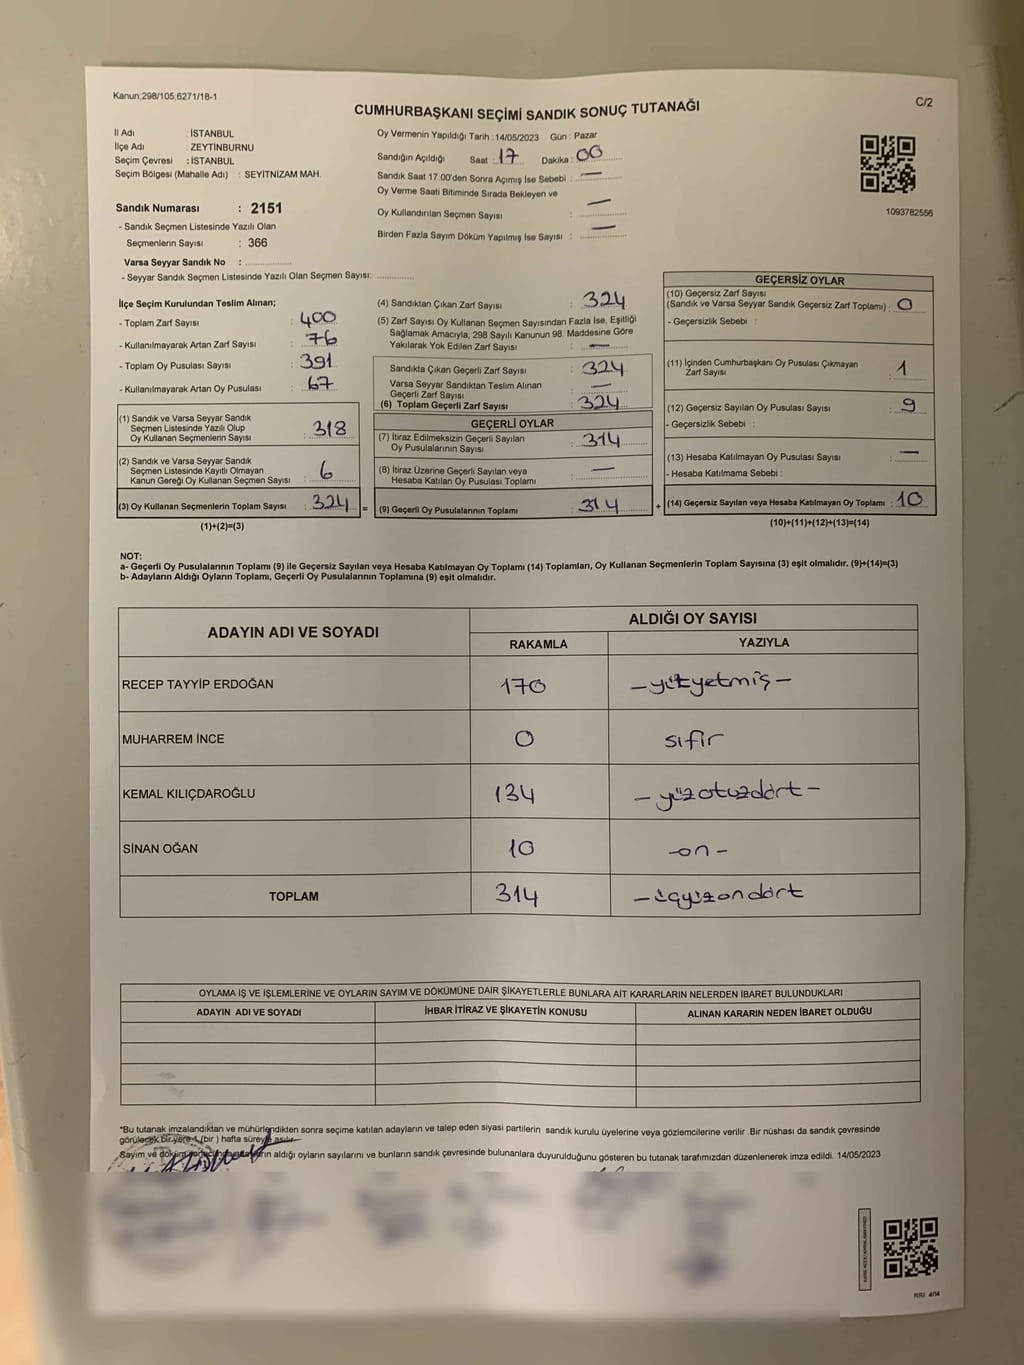 Kanun,298/105,6271/18-1
CUMHURBAŞKANI SEÇİMİ SANDIK SONUÇ TUTANAĞI
C/2
İl Adı : İSTANBUL
İlçe Adı : ZEYTİNBURNU
Seçim Çevresi : İSTANBUL
Seçim Bölgesi (Mahalle Adı) : SEYİTNİZAM MAH.
Sandık Numarası : 2151
- Sandık Seçmen Listesinde Yazılı Olan
Seçmenlerin Sayısı : 366
Varsa Seyyar Sandık No :
- Seyyar Sandık Seçmen Listesinde Yazılı Olan Seçmen Sayısı:
Oy Vermenin Yapıldığı Tarih : 14/05/2023 Gün : Pazar
Sandığın Açıldığı Saat : 17 Dakika : 00
Sandık Saat 17:00'den Sonra Açımış İse Sebebi : —
Oy Verme Saati Bitiminde Sırada Bekleyen ve
Oy Kullandırılan Seçmen Sayısı : —
Birden Fazla Sayım Döküm Yapılmış İse Sayısı : —
1093782556
İlçe Seçim Kurulundan Teslim Alınan;
- Toplam Zarf Sayısı : 400
- Kullanılmayarak Artan Zarf Sayısı : 76
- Toplam Oy Pusulası Sayısı : 391
- Kullanılmayarak Artan Oy Pusulası : 67
(1) Sandık ve Varsa Seyyar Sandık
Seçmen Listesinde Yazılı Olup
Oy Kullanan Seçmenlerin Sayısı : 318
(2) Sandık ve Varsa Seyyar Sandık
Seçmen Listesinde Kayıtlı Olmayan
Kanun Gereği Oy Kullanan Seçmen Sayısı : 6
(3) Oy Kullanan Seçmenlerin Toplam Sayısı : 324 =
(1)+(2)=(3)
(4) Sandıktan Çıkan Zarf Sayısı : 324
(5) Zarf Sayısı Oy Kullanan Seçmen Sayısından Fazla İse, Eşitliği
Sağlamak Amacıyla, 298 Sayılı Kanunun 98. Maddesine Göre
Yakılarak Yok Edilen Zarf Sayısı : —
Sandıkta Çıkan Geçerli Zarf Sayısı : 324
Varsa Seyyar Sandıktan Teslim Alınan
Geçerli Zarf Sayısı : —
(6) Toplam Geçerli Zarf Sayısı : 324
GEÇERLİ OYLAR
(7) İtiraz Edilmeksizin Geçerli Sayılan
Oy Pusulalarının Sayısı : 314
(8) İtiraz Üzerine Geçerli Sayılan veya
Hesaba Katılan Oy Pusulası Toplamı : —
(9) Geçerli Oy Pusulalarının Toplamı : 314 +
GEÇERSİZ OYLAR
(10) Geçersiz Zarf Sayısı
(Sandık ve Varsa Seyyar Sandık Geçersiz Zarf Toplamı) : 0
- Geçersizlik Sebebi :
(11) İçinden Cumhurbaşkanı Oy Pusulası Çıkmayan
Zarf Sayısı : 1
(12) Geçersiz Sayılan Oy Pusulası Sayısı : 9
- Geçersizlik Sebebi :
(13) Hesaba Katılmayan Oy Pusulası Sayısı : —
- Hesaba Katılmama Sebebi :
(14) Geçersiz Sayılan veya Hesaba Katılmayan Oy Toplamı : 10
(10)+(11)+(12)+(13)=(14)
NOT:
a- Geçerli Oy Pusulalarının Toplamı (9) ile Geçersiz Sayılan veya Hesaba Katılmayan Oy Toplamı (14) Toplamları, Oy Kullanan Seçmenlerin Toplam Sayısına (3) eşit olmalıdır. (9)+(14)=(3)
b- Adayların Aldığı Oyların Toplamı, Geçerli Oy Pusulalarının Toplamına (9) eşit olmalıdır.
ADAYIN ADI VE SOYADI
ALDIĞI OY SAYISI
RAKAMLA YAZIYLA
RECEP TAYYİP ERDOĞAN 170 -yüzyetmiş-
MUHARREM İNCE 0 sıfır
KEMAL KILIÇDAROĞLU 134 -yüzotuzdört-
SİNAN OĞAN 10 -on-
TOPLAM 314 -üçyüzondört
OYLAMA İŞ VE İŞLEMLERİNE VE OYLARIN SAYIM VE DÖKÜMÜNE DAİR ŞİKAYETLERLE BUNLARA AİT KARARLARIN NELERDEN İBARET BULUNDUKLARI
ADAYIN ADI VE SOYADI İHBAR İTİRAZ VE ŞİKAYETİN KONUSU ALINAN KARARIN NEDEN İBARET OLDUĞU
*Bu tutanak imzalandıktan ve mühürlendikten sonra seçime katılan adayların ve talep eden siyasi partilerin sandık kurulu üyelerine veya gözlemcilerine verilir .Bir nüshası da sandık çevresinde
görülecek bir yere 1 (bir ) hafta süreyle asılır.
Sayım ve döküm aldığı oyların sayılarını ve bunların sandık çevresinde bulunanlara duyurulduğunu gösteren bu tutanak tarafımızdan düzenlenerek imza edildi. 14/05/2023